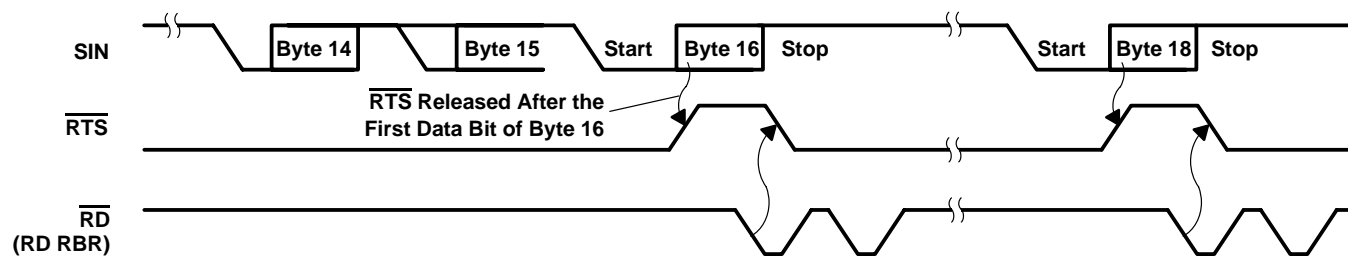 SIN Byte 14 Byte 15 Start Byte 16 Stop Start Byte 18 Stop
RTS Released After the
First Data Bit of Byte 16
RTS
RD
(RD RBR)